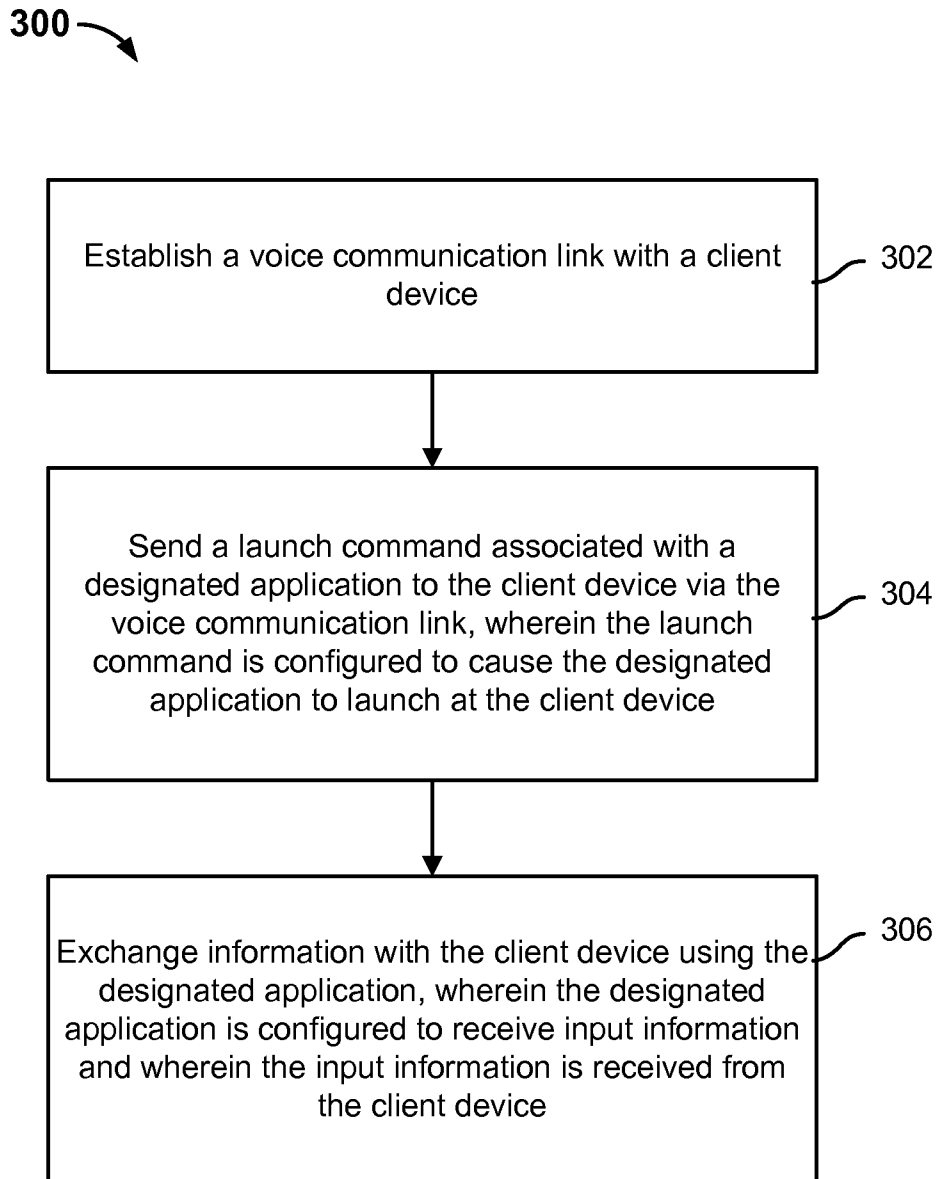 300
Establish a voice communication link with a client
device
302
Send a launch command associated with a
designated application to the client device via the
voice communication link, wherein the launch
command is configured to cause the designated
application to launch at the client device
304
Exchange information with the client device using the
designated application, wherein the designated
application is configured to receive input information
and wherein the input information is received from
the client device
306